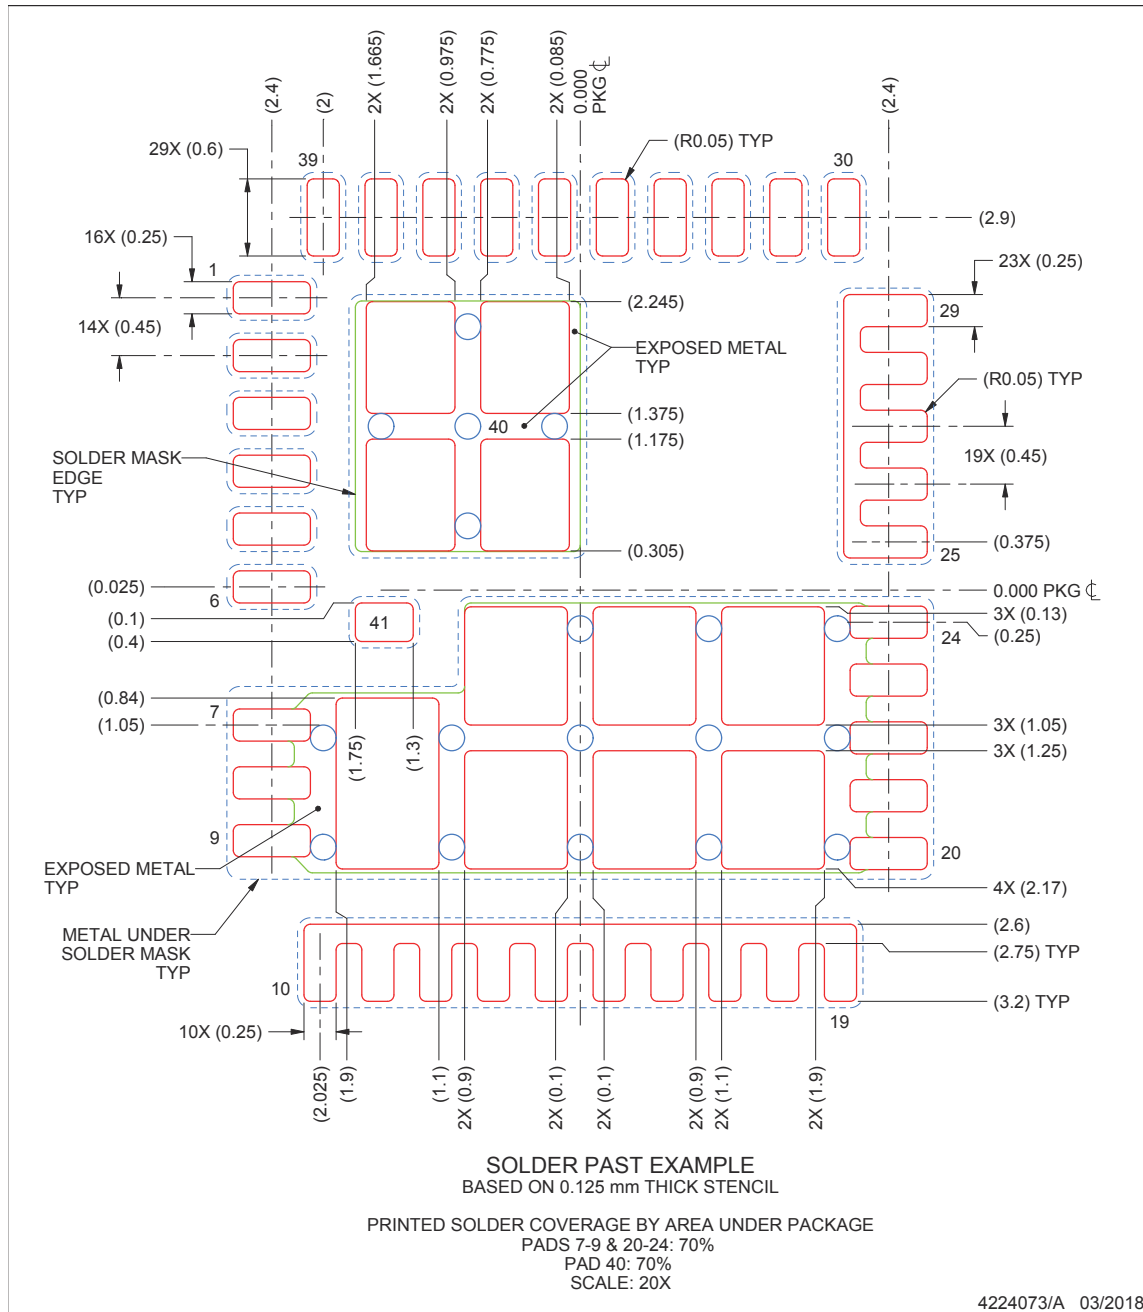 (2.4)
(2)
2X (1.665)
2X (0.975)
2X (0.775)
2X (0.085)
0.000
PKG ℄
(2.4)
29X (0.6)
39
(R0.05) TYP
30
(2.9)
16X (0.25)
1
23X (0.25)
14X (0.45)
(2.245)
29
EXPOSED METAL
TYP
(R0.05) TYP
(1.375)
40
(1.175)
SOLDER MASK
EDGE
TYP
19X (0.45)
(0.305)
25
(0.375)
(0.025)
6
0.000 PKG ℄
(0.1)
41
3X (0.13)
(0.4)
24
(0.25)
(0.84)
7
(1.05)
(1.75)
(1.3)
3X (1.05)
3X (1.25)
9
20
EXPOSED METAL
TYP
4X (2.17)
METAL UNDER
SOLDER MASK
TYP
(2.6)
(2.75) TYP
10
(3.2) TYP
19
10X (0.25)
(2.025)
(1.9)
(1.1)
2X (0.9)
2X (0.1)
2X (0.1)
2X (0.9)
2X (1.1)
2X (1.9)
SOLDER PAST EXAMPLE
BASED ON 0.125 mm THICK STENCIL
PRINTED SOLDER COVERAGE BY AREA UNDER PACKAGE
PADS 7-9 & 20-24: 70%
PAD 40: 70%
SCALE: 20X
4224073/A 03/2018